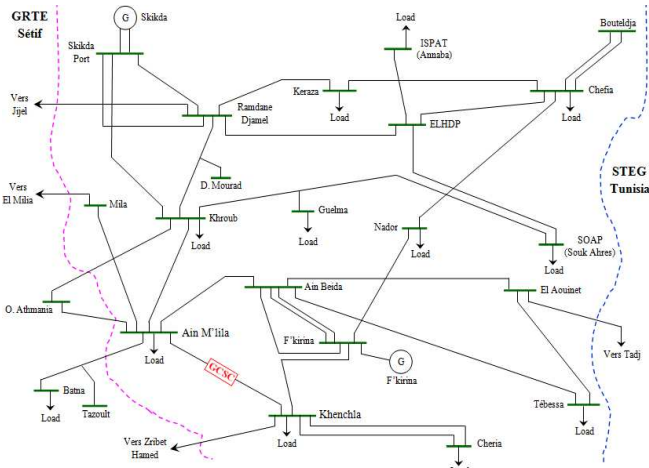 GRTE
Sétif
G
Skikda
Skikda
Port
Load
ISPAT
(Annaba)
Bouteldja
Vers
Jijel
Keraza
Load
Chefia
Load
Ramdane
Djamel
ELHDP
STEG
Tunisia
D. Mourad
Vers
El Milia
Mila
Khroub
Load
Guelma
Load
Nador
Load
SOAP
(Souk Ahres)
Load
O. Athmania
Ain Beida
El Aouinet
Ain M'lila
Load
F'kirina
G
F'kirina
Vers Tadj
GCSC
Batna
Load
Tazoult
Khenchla
Load
Tébessa
Load
Vers Zribet
Hamed
Cheria